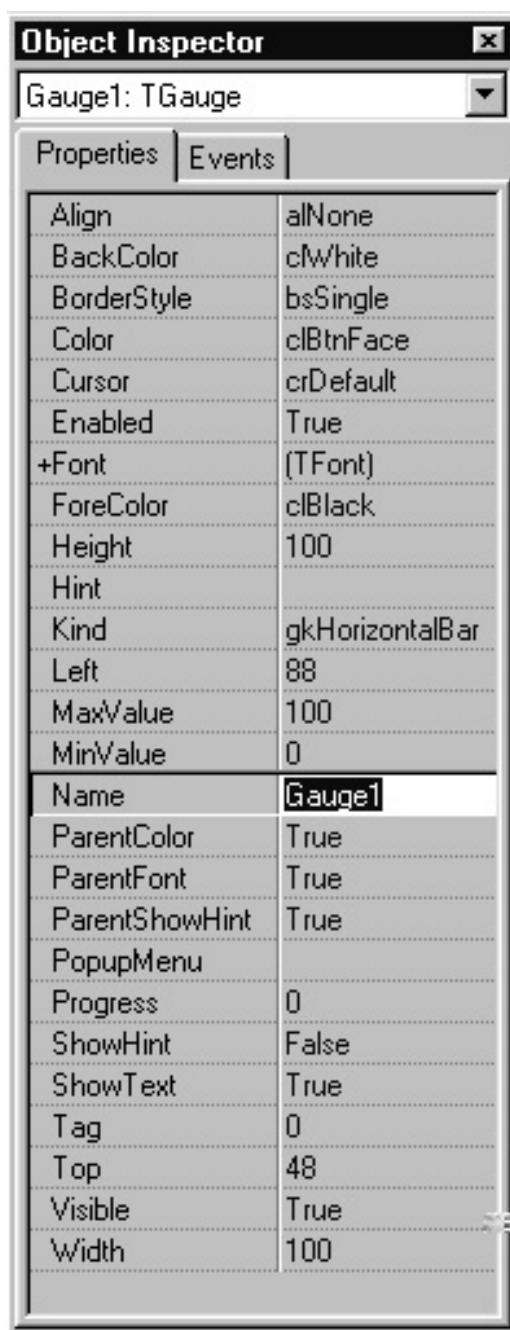 Object Inspector
Gauge1: TGauge
Properties Events
Align alNone
BackColor clWhite
BorderStyle bsSingle
Color clBtnFace
Cursor crDefault
Enabled True
+Font (TFont)
ForeColor clBlack
Height 100
Hint
Kind gkHorizontalBar
Left 88
MaxValue 100
MinValue 0
Name Gauge1
ParentColor True
ParentFont True
ParentShowHint True
PopupMenu
Progress 0
ShowHint False
ShowText True
Tag 0
Top 48
Visible True
Width 100